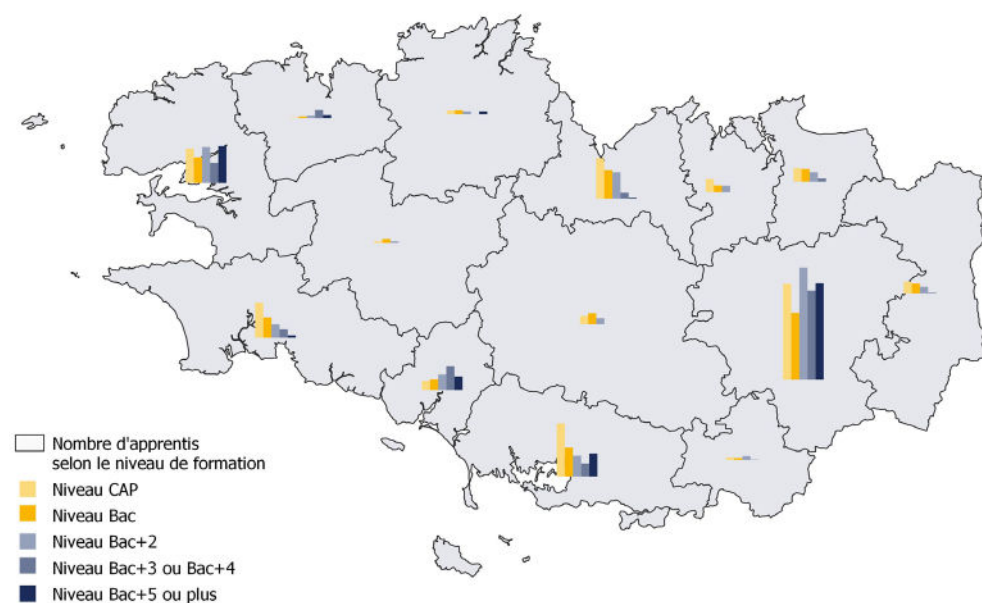 Nombre d'apprentis
selon le niveau de formation
Niveau CAP
Niveau Bac
Niveau Bac+2
Niveau Bac+3 ou Bac+4
Niveau Bac+5 ou plus